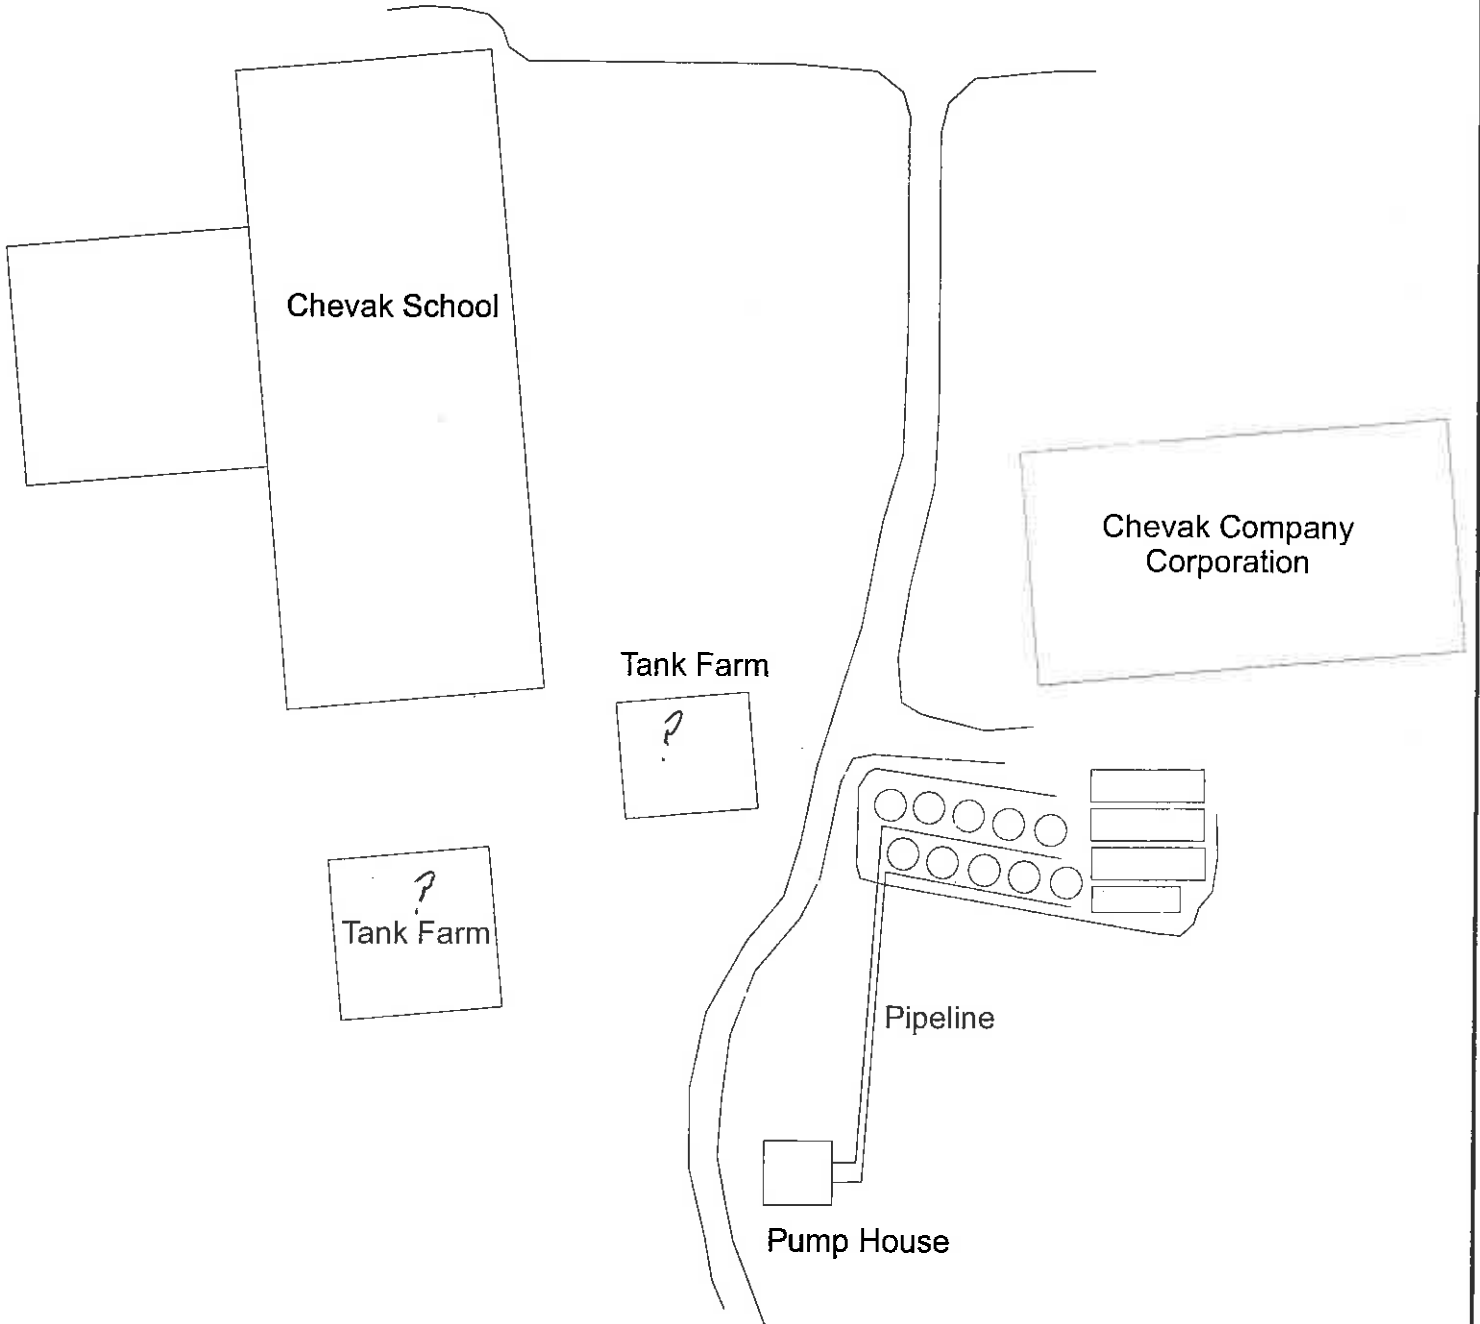 Chevak School
Chevak Company
Corporation
Tank Farm
?
?
Tank Farm
Pipeline
Pump House